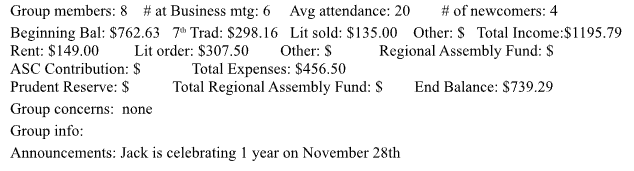 Group members: 8 # at Business mtg: 6 Avg attendance: 20 # of newcomers: 4
Beginning Bal: $762.63 7th Trad: $298.16 Lit sold: $135.00 Other: $ Total Income:$1195.79
Rent: $149.00 Lit order: $307.50 Other: $ Regional Assembly Fund: $
ASC Contribution: $ Total Expenses: $456.50
Prudent Reserve: $ Total Regional Assembly Fund: $ End Balance: $739.29
Group concerns: none
Group info:
Announcements: Jack is celebrating 1 year on November 28th